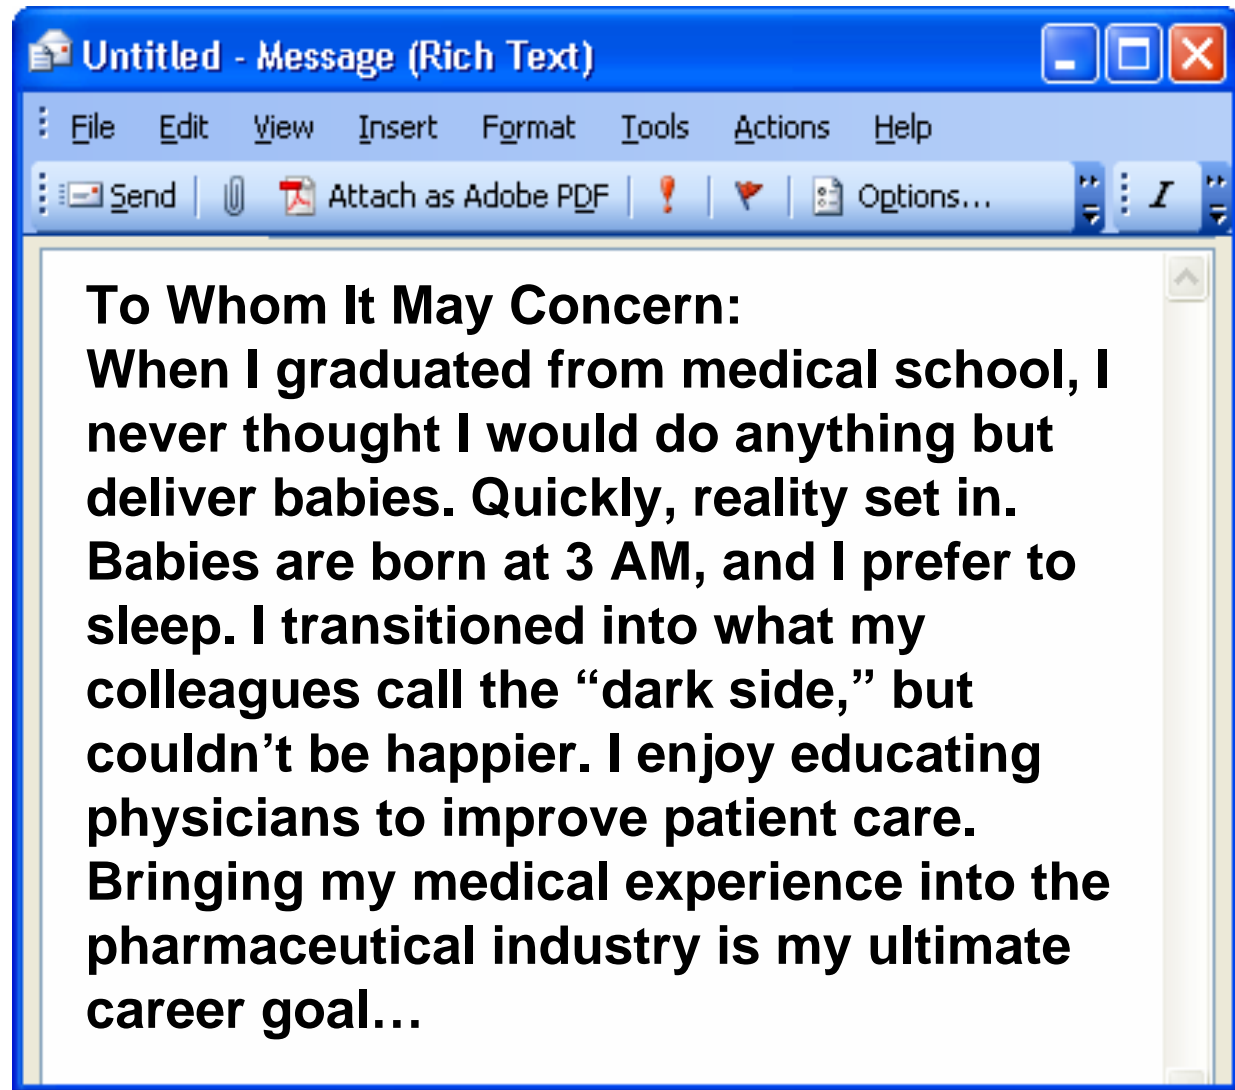 Untitled - Message (Rich Text)
File Edit View Insert Format Tools Actions Help
Send Attach as Adobe PDF Options... I
To Whom It May Concern:
When I graduated from medical school, I
never thought I would do anything but
deliver babies. Quickly, reality set in.
Babies are born at 3 AM, and I prefer to
sleep. I transitioned into what my
colleagues call the “dark side,” but
couldn’t be happier. I enjoy educating
physicians to improve patient care.
Bringing my medical experience into the
pharmaceutical industry is my ultimate
career goal…